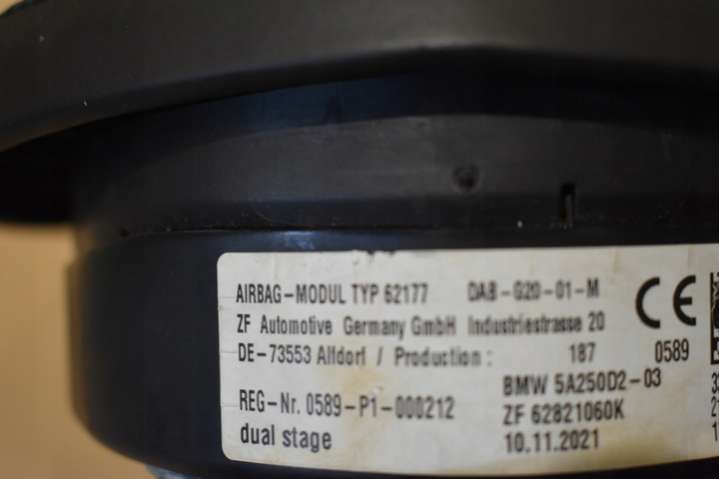 AIRBAG-MODUL TYP 62177 DAB-G20-01-M
ZF Automotive Germany GmbH Industriestrasse 20
DE-73553 Alfdorf / Production: 187 0589
REG-Nr. 0589-P1-000212 BMW 5A250D2-03
ZF 62821060K
dual stage 10.11.2021
CE